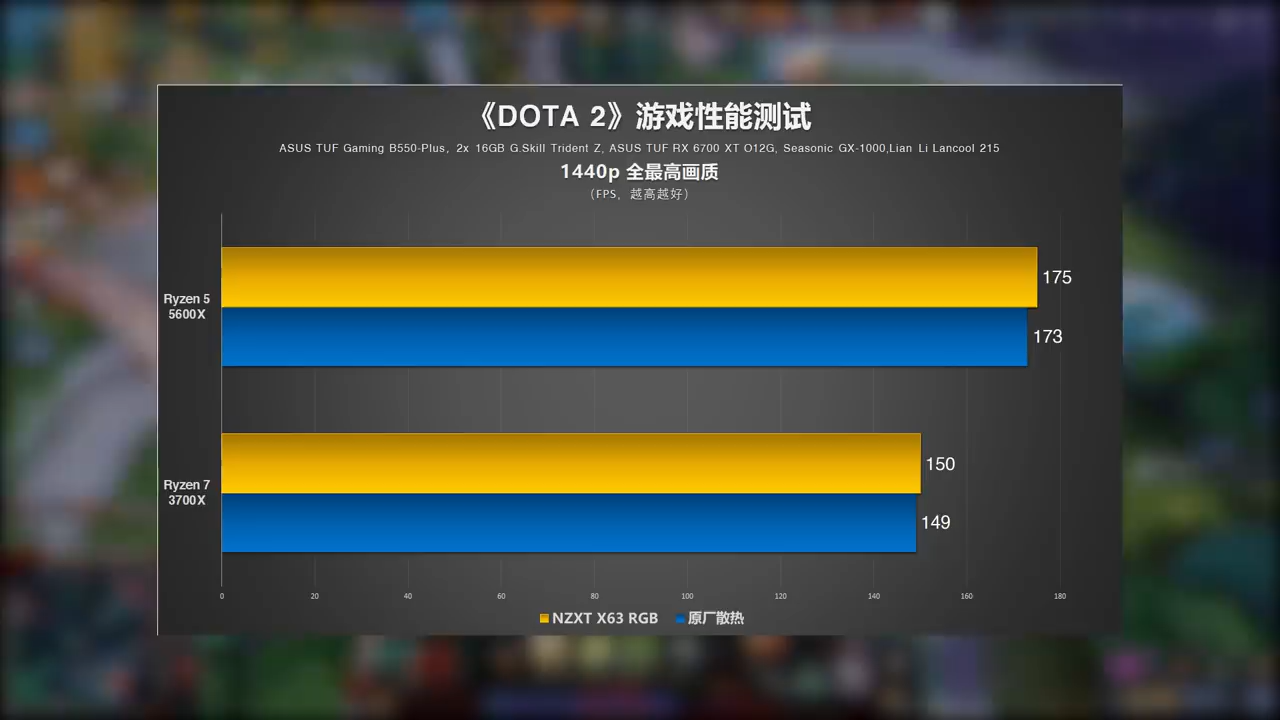 《DOTA 2》游戏性能测试
ASUS TUF Gaming B550-Plus，2x 16GB G.Skill Trident Z, ASUS TUF RX 6700 XT O12G, Seasonic GX-1000,Lian Li Lancool 215
1440p 全最高画质
（FPS，越高越好）
175
Ryzen 5
5600X
173
150
Ryzen 7
3700X
149
0 20 40 60 80 100 120 140 160 180
NZXT X63 RGB 原厂散热